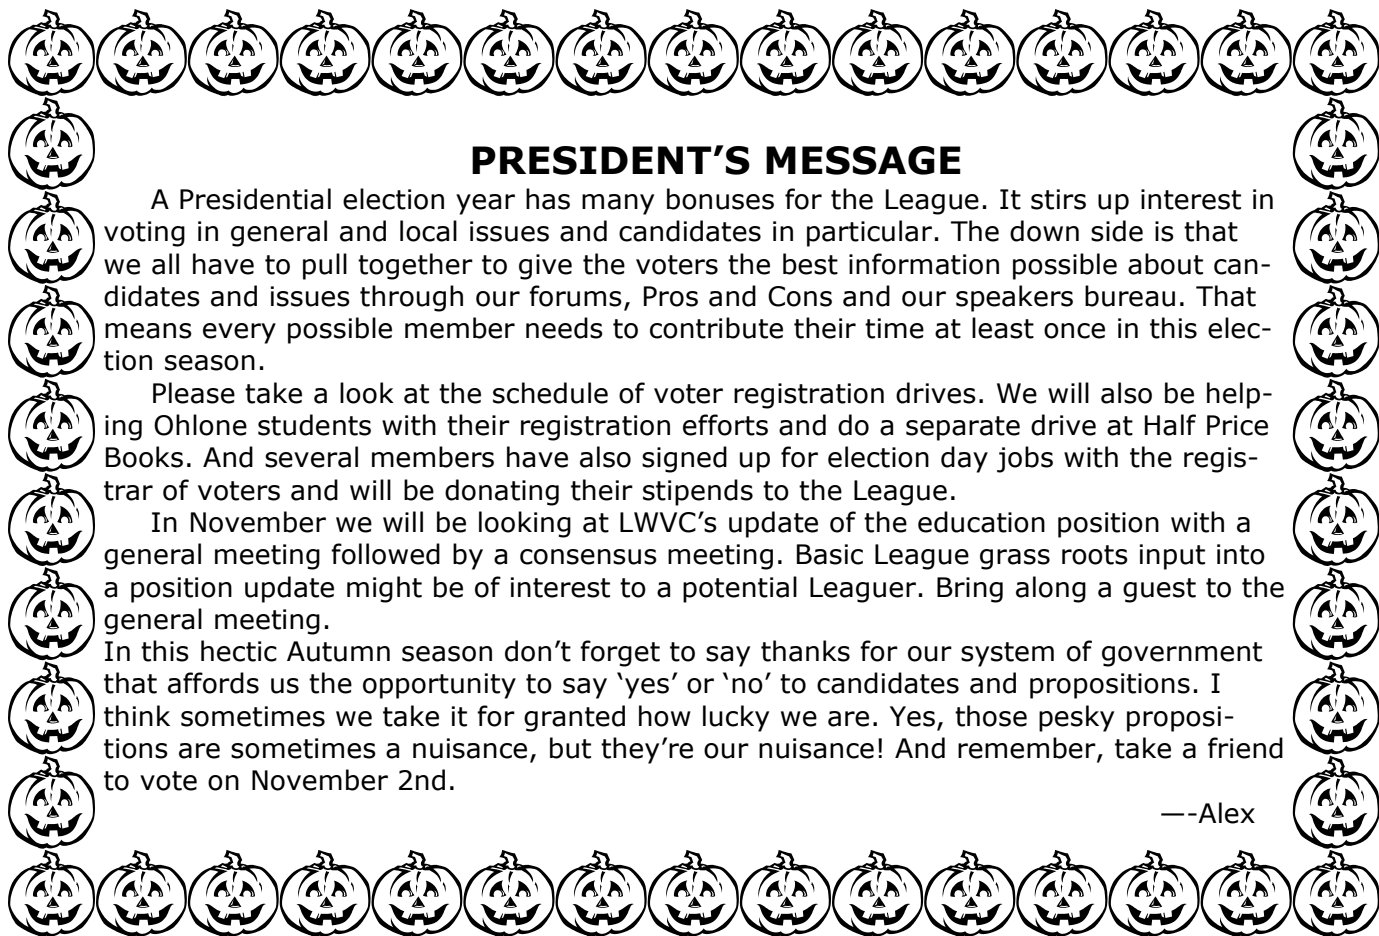 PRESIDENT’S MESSAGE
A Presidential election year has many bonuses for the League. It stirs up interest in
voting in general and local issues and candidates in particular. The down side is that
we all have to pull together to give the voters the best information possible about can-
didates and issues through our forums, Pros and Cons and our speakers bureau. That
means every possible member needs to contribute their time at least once in this elec-
tion season.
Please take a look at the schedule of voter registration drives. We will also be help-
ing Ohlone students with their registration efforts and do a separate drive at Half Price
Books. And several members have also signed up for election day jobs with the regis-
trar of voters and will be donating their stipends to the League.
In November we will be looking at LWVC’s update of the education position with a
general meeting followed by a consensus meeting. Basic League grass roots input into
a position update might be of interest to a potential Leaguer. Bring along a guest to the
general meeting.
In this hectic Autumn season don’t forget to say thanks for our system of government
that affords us the opportunity to say ‘yes’ or ‘no’ to candidates and propositions. I
think sometimes we take it for granted how lucky we are. Yes, those pesky proposi-
tions are sometimes a nuisance, but they’re our nuisance! And remember, take a friend
to vote on November 2nd.
—-Alex